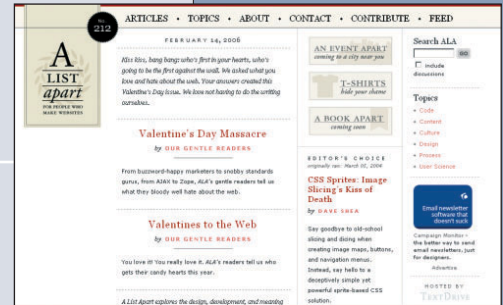 No.
212
A
LIST
apart
FOR PEOPLE WHO
MAKE WEBSITES
ARTICLES • TOPICS • ABOUT • CONTACT • CONTRIBUTE • FEED
FEBRUARY 14, 2006
Kiss kiss, bang bang: who's first in your hearts, who's
going to be the first against the wall. We asked what you
love and hate about the web. Your answers created this
Valentine's Day issue. We love not having to do the writing
ourselves.
Valentine's Day Massacre
by OUR GENTLE READERS
From buzzword-happy marketers to snobby standards
gurus, from AJAX to Zope, ALA's gentle readers tell us
what they bloody well hate about the web.
Valentines to the Web
by OUR GENTLE READERS
You love it! You really love it. ALA's readers tell us who
gets their candy hearts this year.
A List Apart explores the design, development, and meaning
AN EVENT APART
coming to a city near you
T-SHIRTS
hide your shame
A BOOK APART
coming soon
EDITOR'S CHOICE
originally ran: March 05, 2004
CSS Sprites: Image
Slicing's Kiss of
Death
by DAVE SHEA
Say goodbye to old-school
slicing and dicing when
creating image maps, buttons,
and navigation menus.
Instead, say hello to a
deceptively simple yet
powerful sprite-based CSS
solution.
Search ALA
GO
include
discussions
Topics
• Code
• Content
• Culture
• Design
• Process
• User Science
Email newsletter
software that
doesn't suck
Campaign Monitor -
the better way to send
email newsletters, just
for designers.
Advertise
HOSTED BY
TEXTDRIVE